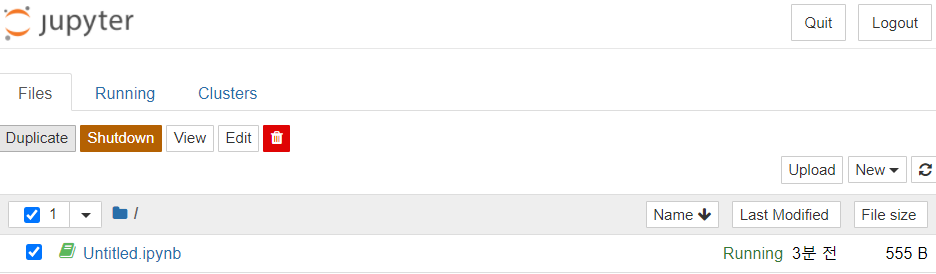 jupyter Quit Logout
Files Running Clusters
Duplicate Shutdown View Edit
Upload New
1 / Name Last Modified File size
Untitled.ipynb Running 3분 전 555 B